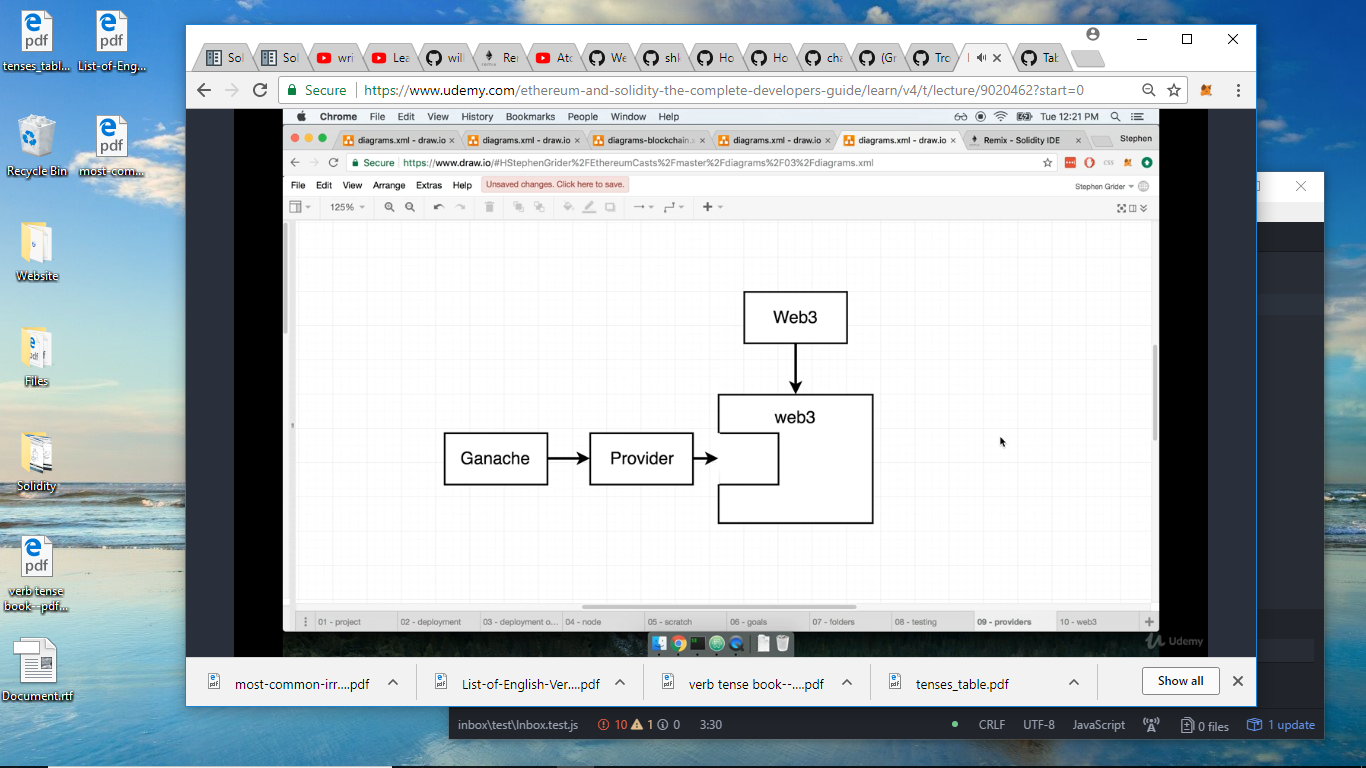 tenses_tabl...
List-of-Eng...
Recycle Bin
most-com...
Website
Files
Solidity
verb tense
book--pdf...
Document.rtf
Sol
Sol
wri
Lea
will
Re
Ato
We
shl
Ho
Ho
cha
(Gr
Tro
Tab
Secure
https://www.udemy.com/ethereum-and-solidity-the-complete-developers-guide/learn/v4/t/lecture/9020462?start=0
Chrome File Edit View History Bookmarks People Window Help
Tue 12:21 PM
diagrams.xml - draw.io
diagrams.xml - draw.io
diagrams-blockchain.x
diagrams.xml - draw.io
diagrams.xml - draw.io
Remix - Solidity IDE
Stephen
Secure
https://www.draw.io/#HStephenGrider%2FEthereumCasts%2Fmaster%2Fdiagrams%2F03%2Fdiagrams.xml
CSS
File Edit View Arrange Extras Help
Unsaved changes. Click here to save.
Stephen Grider
125%
Web3
web3
Ganache
Provider
01 - project
02 - deployment
03 - deployment o...
04 - node
05 - scratch
06 - goals
07 - folders
08 - testing
09 - providers
10 - web3
Udemy
most-common-irr....pdf
List-of-English-Ver....pdf
verb tense book--....pdf
tenses_table.pdf
Show all
inbox\test\Inbox.test.js
10
1
0
3:30
CRLF
UTF-8
JavaScript
0 files
1 update